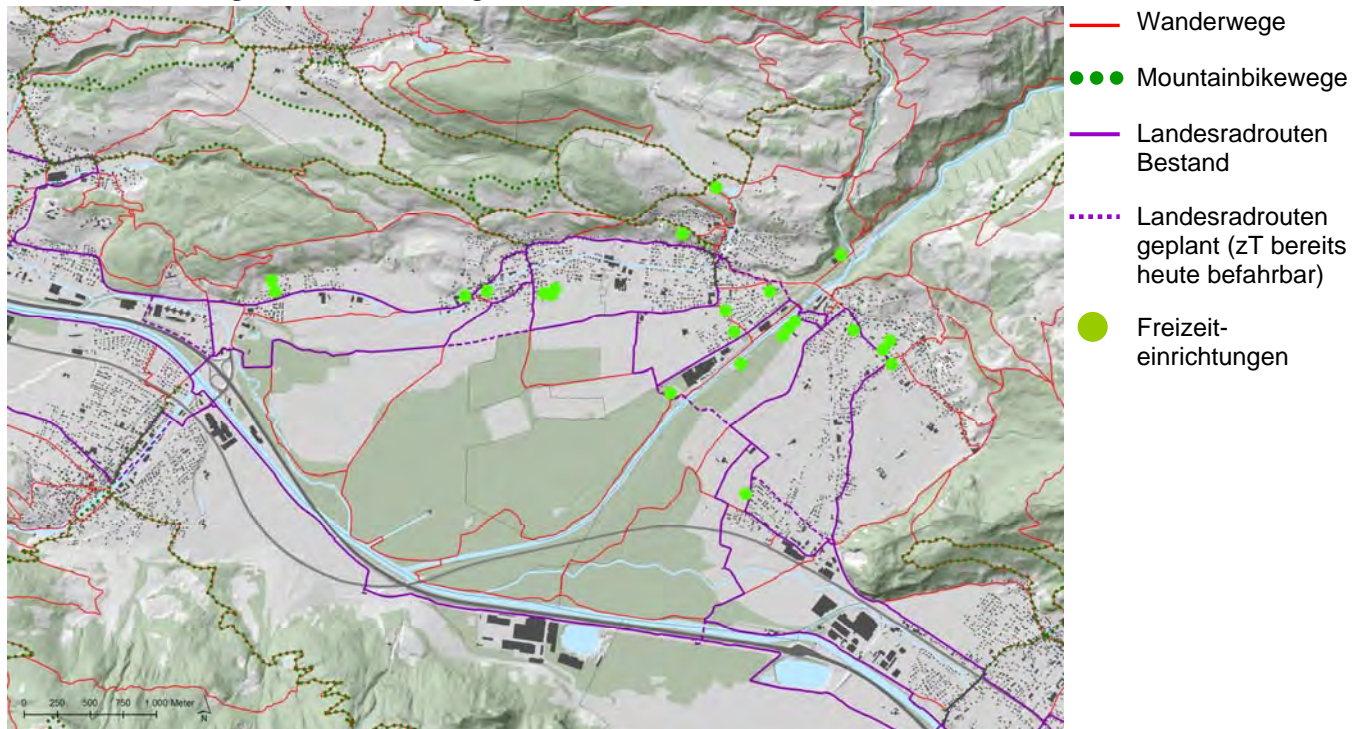 Wanderwege
Mountainbikewege
Landesradrouten
Bestand
Landesradrouten
geplant (zT bereits
heute befahrbar)
Freizeit-
einrichtungen
0 250 500 750 1.000 Meter
N